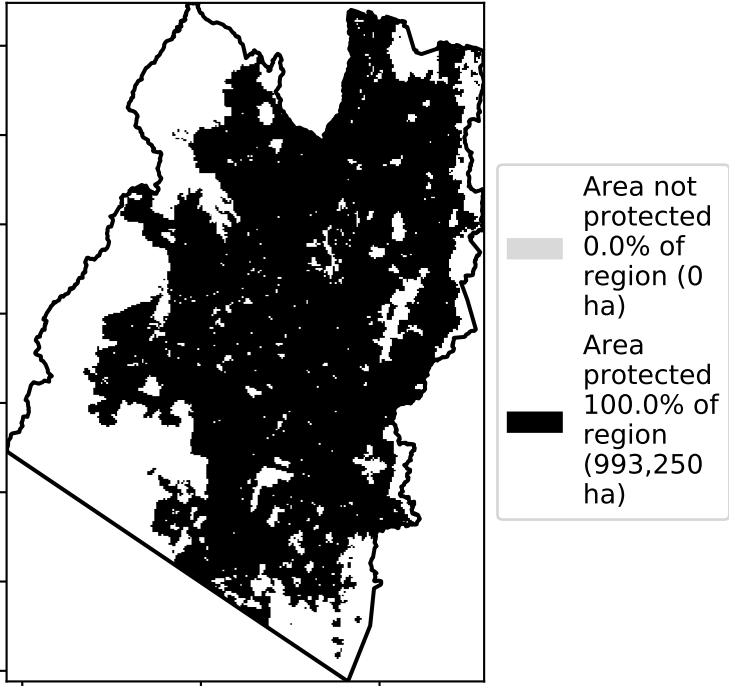 Area not
protected
0.0% of
region (0
ha)
Area
protected
100.0% of
region
(993,250
ha)